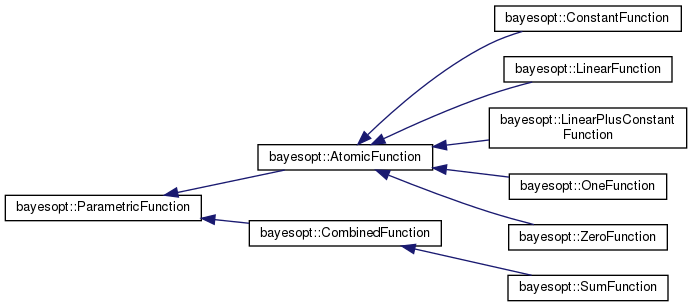 bayesopt::ConstantFunction
bayesopt::LinearFunction
bayesopt::LinearPlusConstant
Function
bayesopt::AtomicFunction
bayesopt::OneFunction
bayesopt::ParametricFunction
bayesopt::CombinedFunction
bayesopt::ZeroFunction
bayesopt::SumFunction